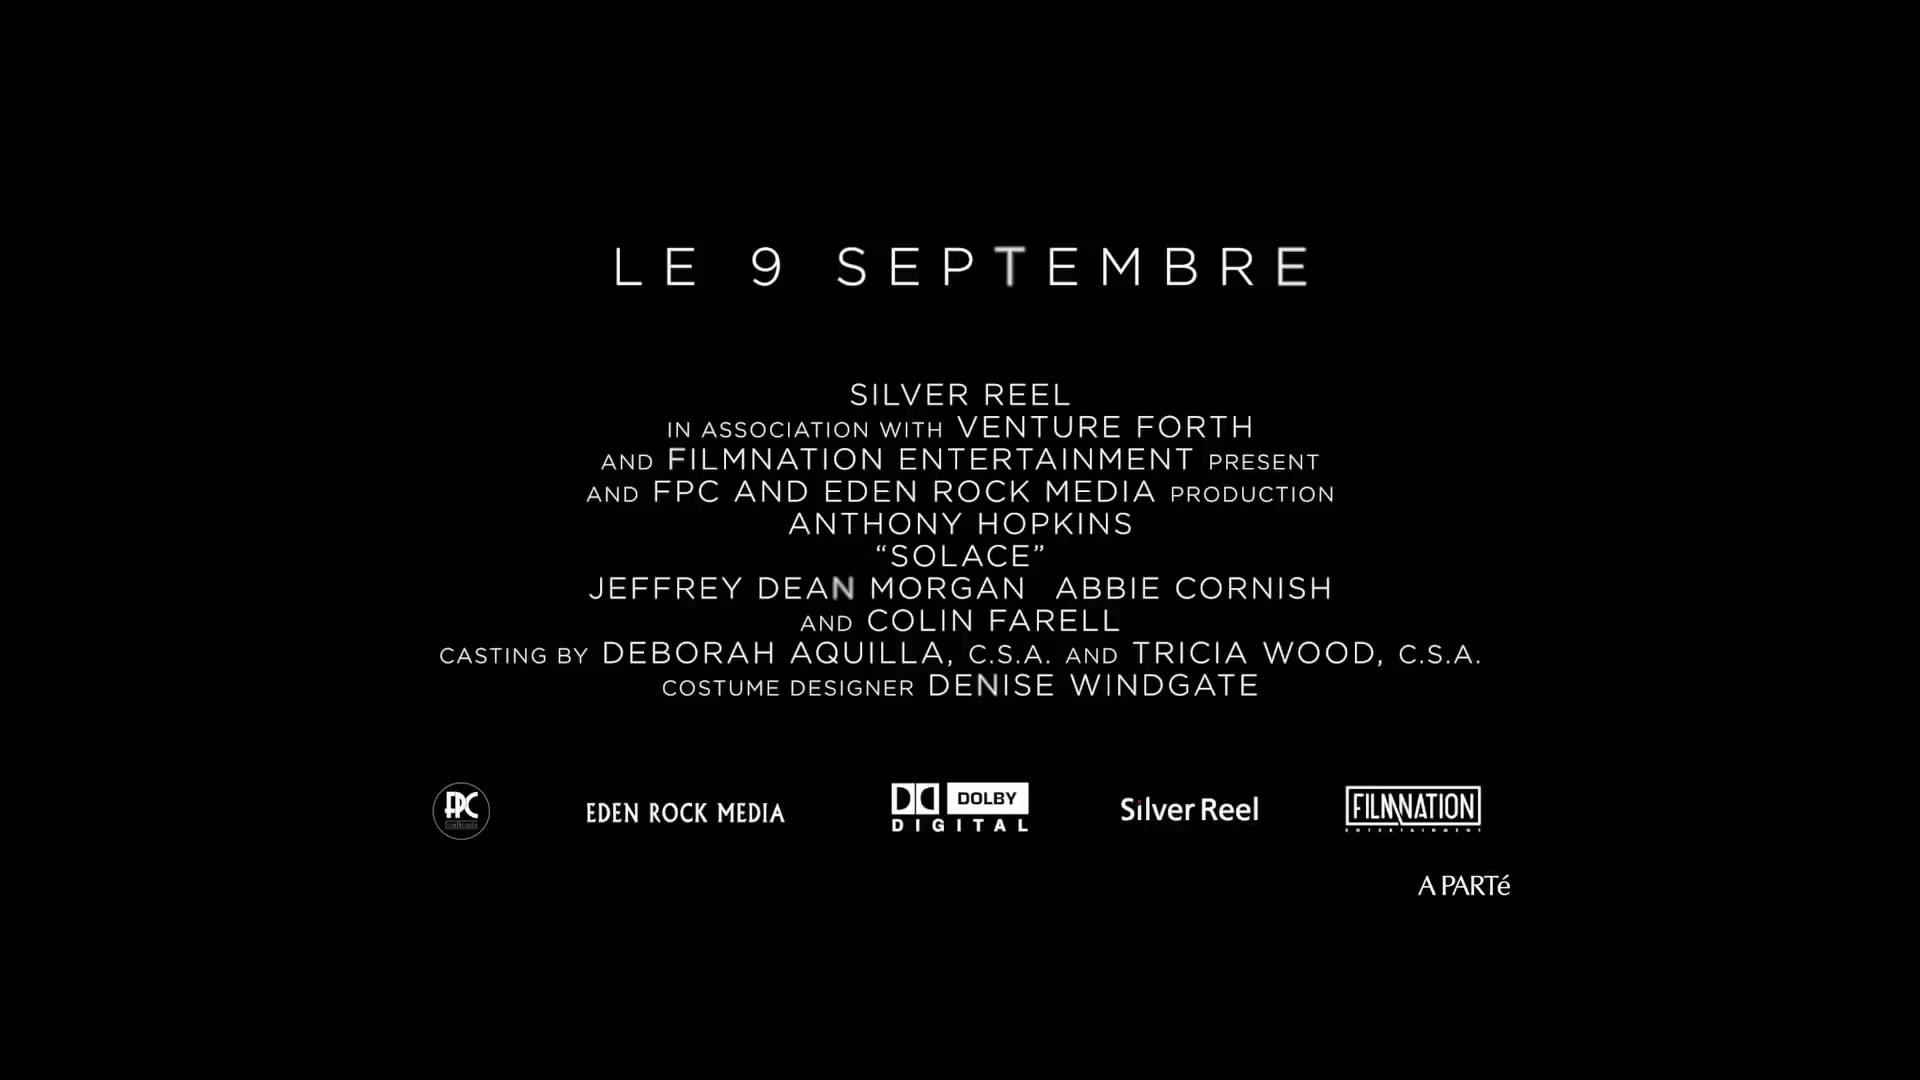 LE 9 SEPTEMBRE
SILVER REEL
IN ASSOCIATION WITH VENTURE FORTH
AND FILMNATION ENTERTAINMENT PRESENT
AND FPC AND EDEN ROCK MEDIA PRODUCTION
ANTHONY HOPKINS
“SOLACE”
JEFFREY DEAN MORGAN ABBIE CORNISH
AND COLIN FARELL
CASTING BY DEBORAH AQUILLA, C.S.A. AND TRICIA WOOD, C.S.A.
COSTUME DESIGNER DENISE WINDGATE
FPC EDEN ROCK MEDIA DOLBY DIGITAL Silver Reel FILMNATION ENTERTAINMENT
A PARTé